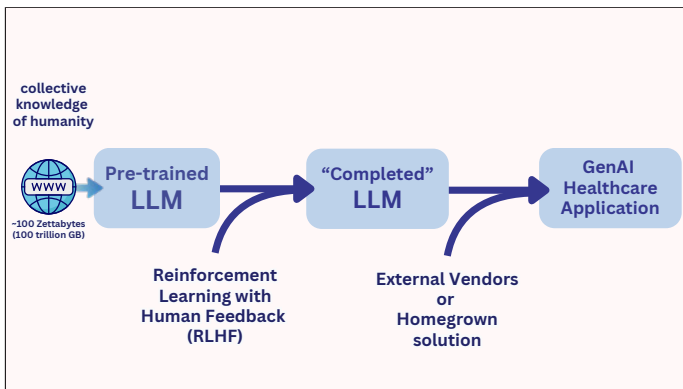 collective
knowledge
of humanity
WWW
~100 Zettabytes
(100 trillion GB)
Pre-trained
LLM
Reinforcement
Learning with
Human Feedback
(RLHF)
“Completed”
LLM
External Vendors
or
Homegrown
solution
GenAI
Healthcare
Application